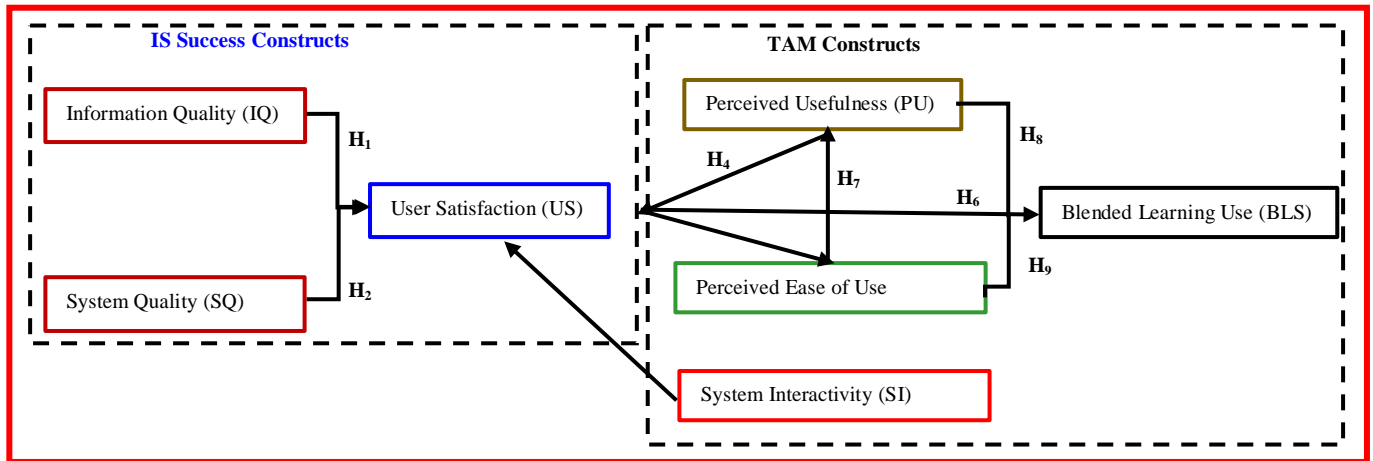 IS Success Constructs
TAM Constructs
Information Quality (IQ)
Perceived Usefulness (PU)
H₁
H₈
H₄
H₇
User Satisfaction (US)
H₆
Blended Learning Use (BLS)
System Quality (SQ)
H₂
Perceived Ease of Use
H₉
System Interactivity (SI)